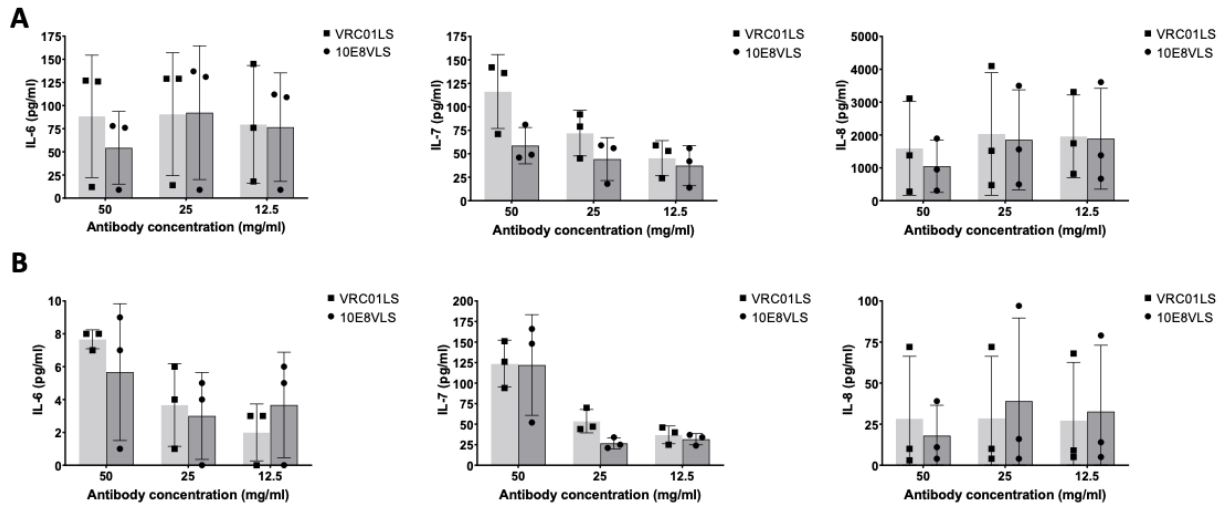 A
IL-6 (pg/ml)
175
150
125
100
75
50
25
0
50 25 12.5
Antibody concentration (mg/ml)
VRC01LS
10E8VLS
IL-7 (pg/ml)
175
150
125
100
75
50
25
0
50 25 12.5
Antibody concentration (mg/ml)
VRC01LS
10E8VLS
IL-8 (pg/ml)
5000
4000
3000
2000
1000
0
50 25 12.5
Antibody concentration (mg/ml)
VRC01LS
10E8VLS
B
IL-6 (pg/ml)
10
8
6
4
2
0
50 25 12.5
Antibody concentration (mg/ml)
VRC01LS
10E8VLS
IL-7 (pg/ml)
200
175
150
125
100
75
50
25
0
50 25 12.5
Antibody concentration (mg/ml)
VRC01LS
10E8VLS
IL-8 (pg/ml)
100
75
50
25
0
50 25 12.5
Antibody concentration (mg/ml)
VRC01LS
10E8VLS